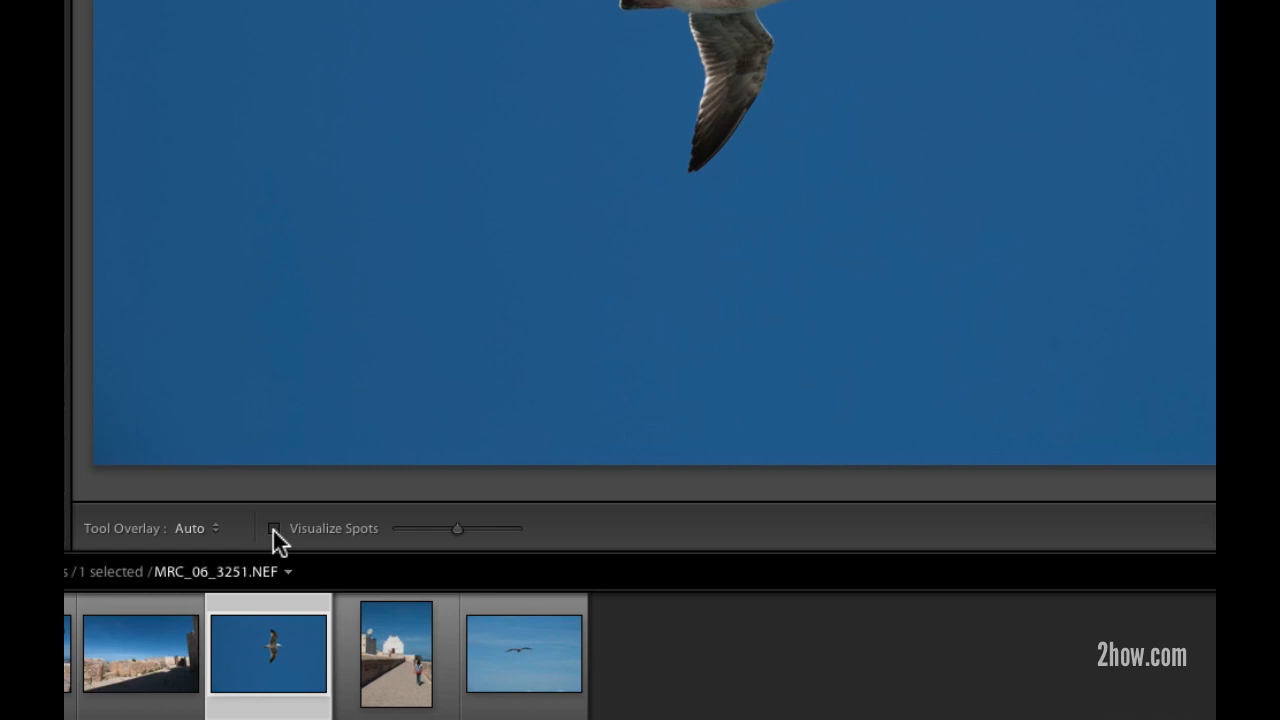 Tool Overlay : Auto Visualize Spots
s / 1 selected / MRC_06_3251.NEF
2how.com